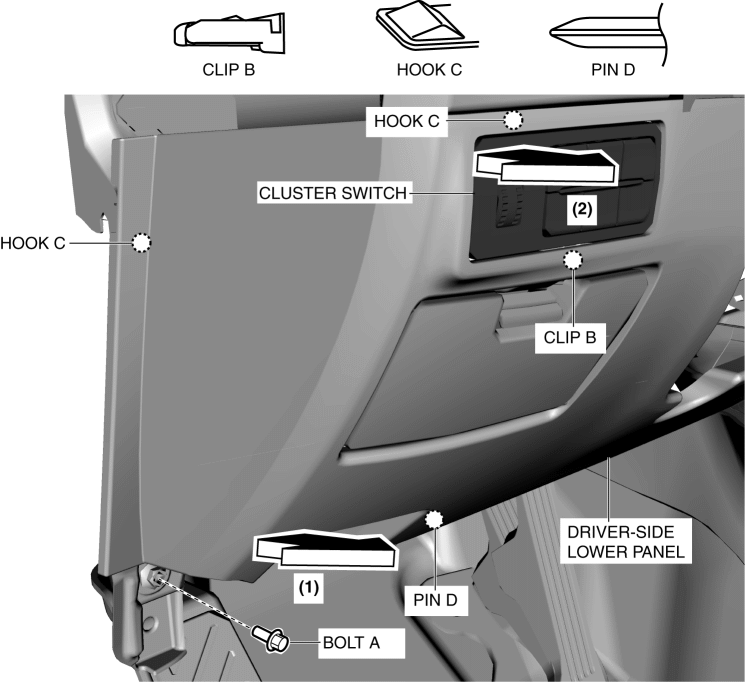 CLIP B
HOOK C
PIN D
HOOK C
CLUSTER SWITCH
(2)
HOOK C
CLIP B
DRIVER-SIDE
LOWER PANEL
(1)
PIN D
BOLT A